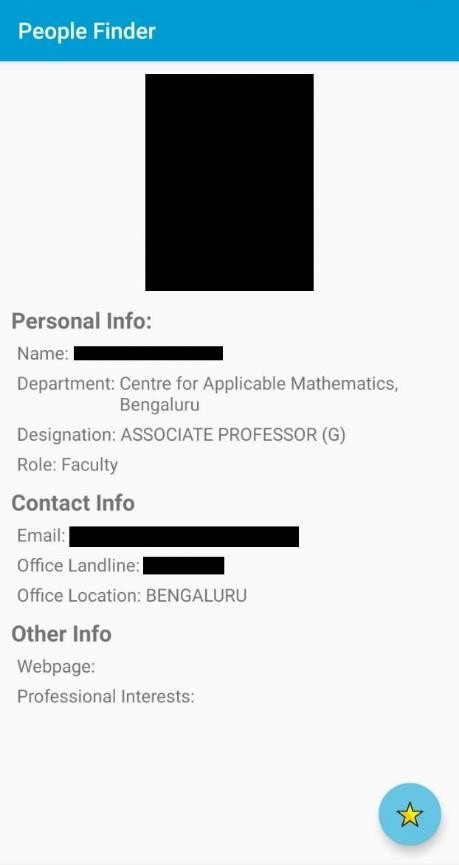 People Finder
Personal Info:
Name:
Department: Centre for Applicable Mathematics,
Bengaluru
Designation: ASSOCIATE PROFESSOR (G)
Role: Faculty
Contact Info
Email:
Office Landline:
Office Location: BENGALURU
Other Info
Webpage:
Professional Interests: